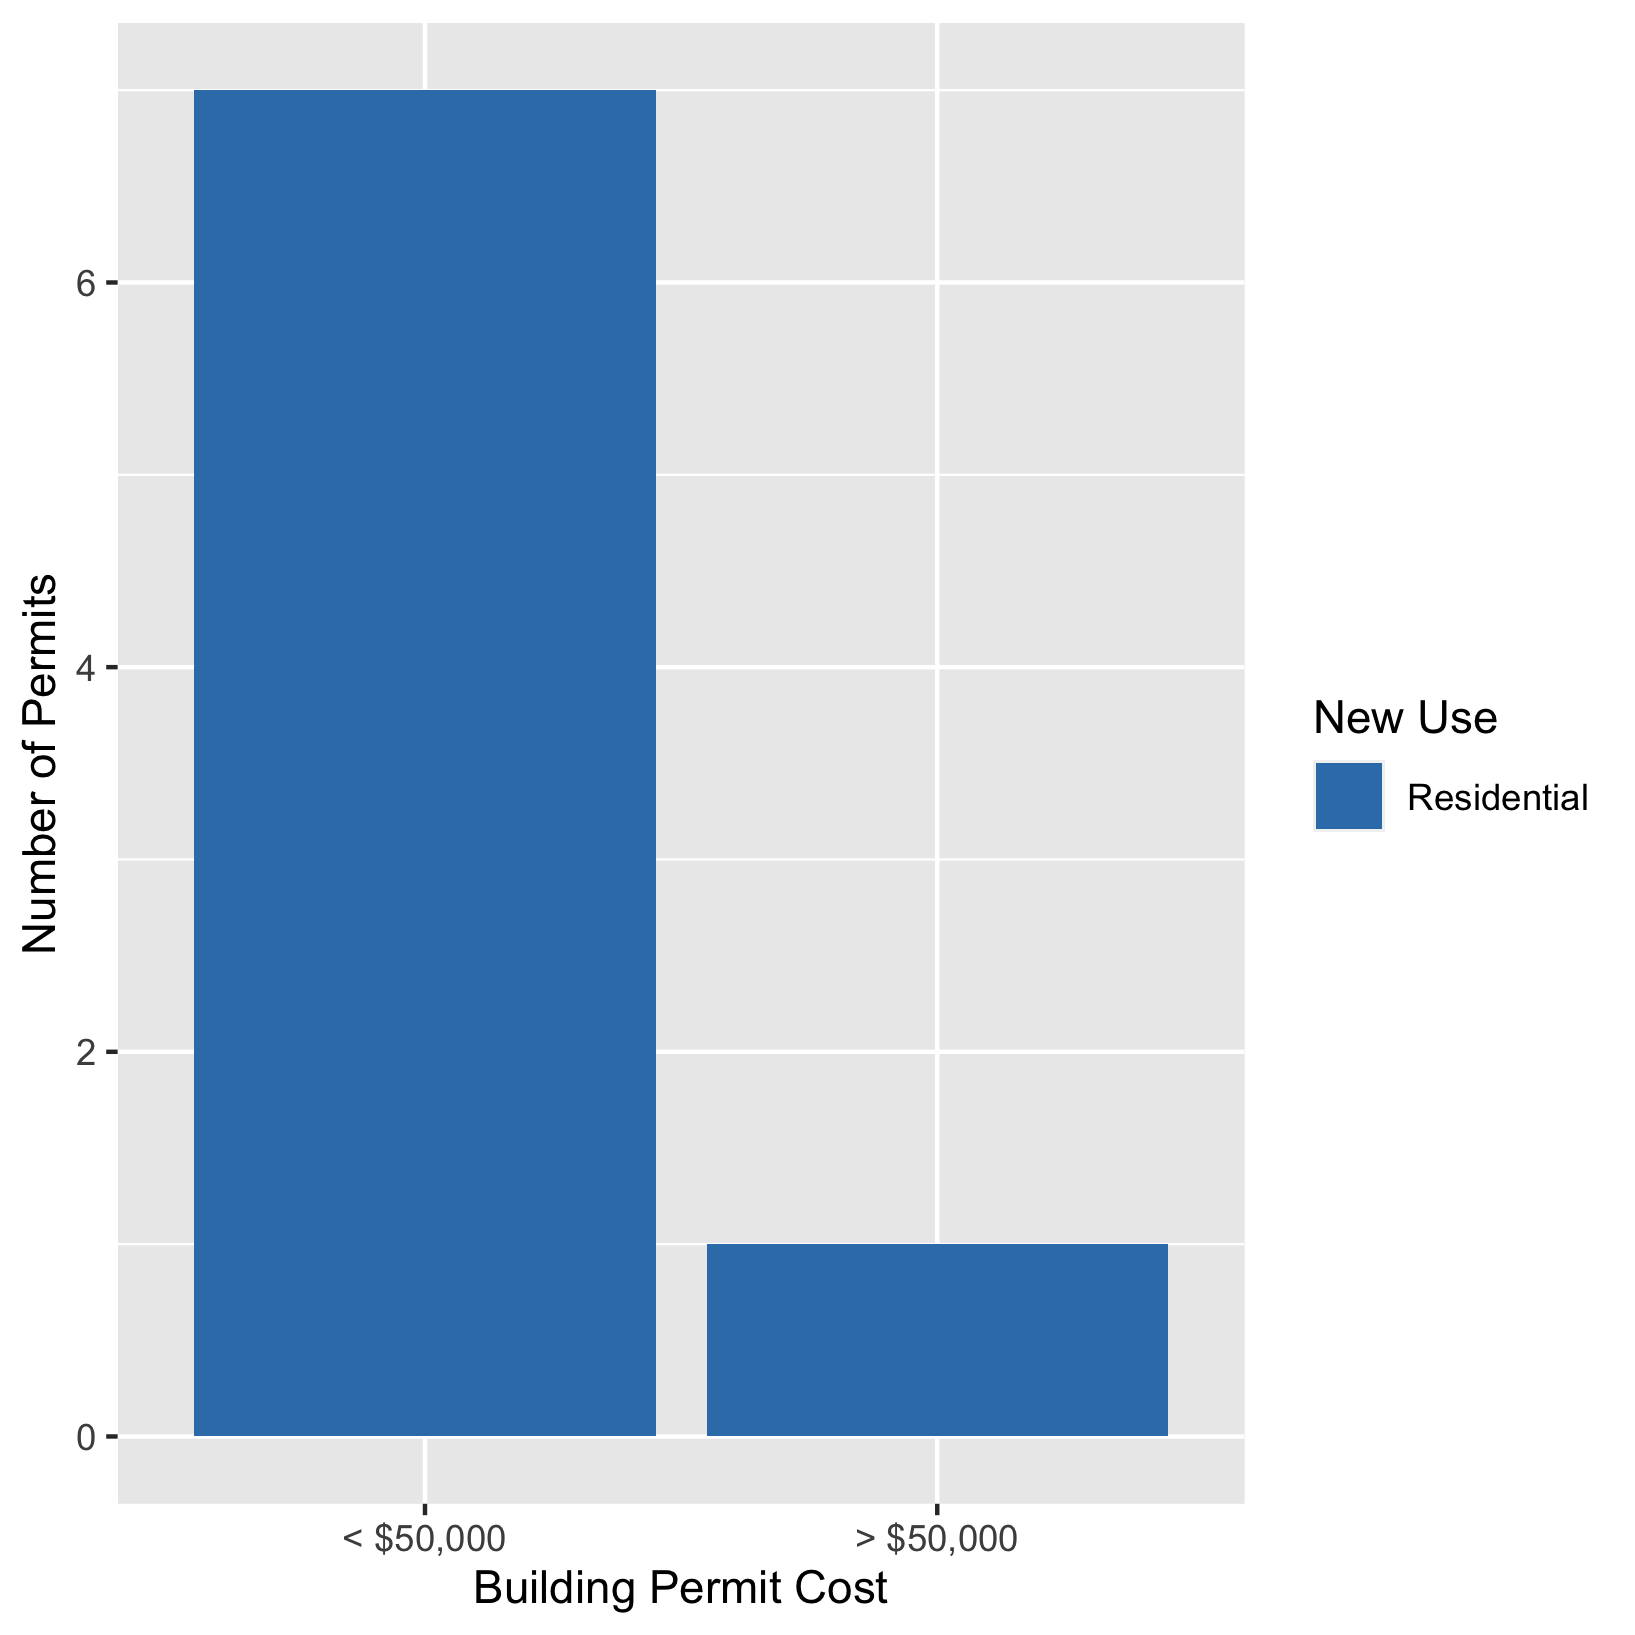 Number of Permits
6
4
2
0
< $50,000
> $50,000
Building Permit Cost
New Use
Residential